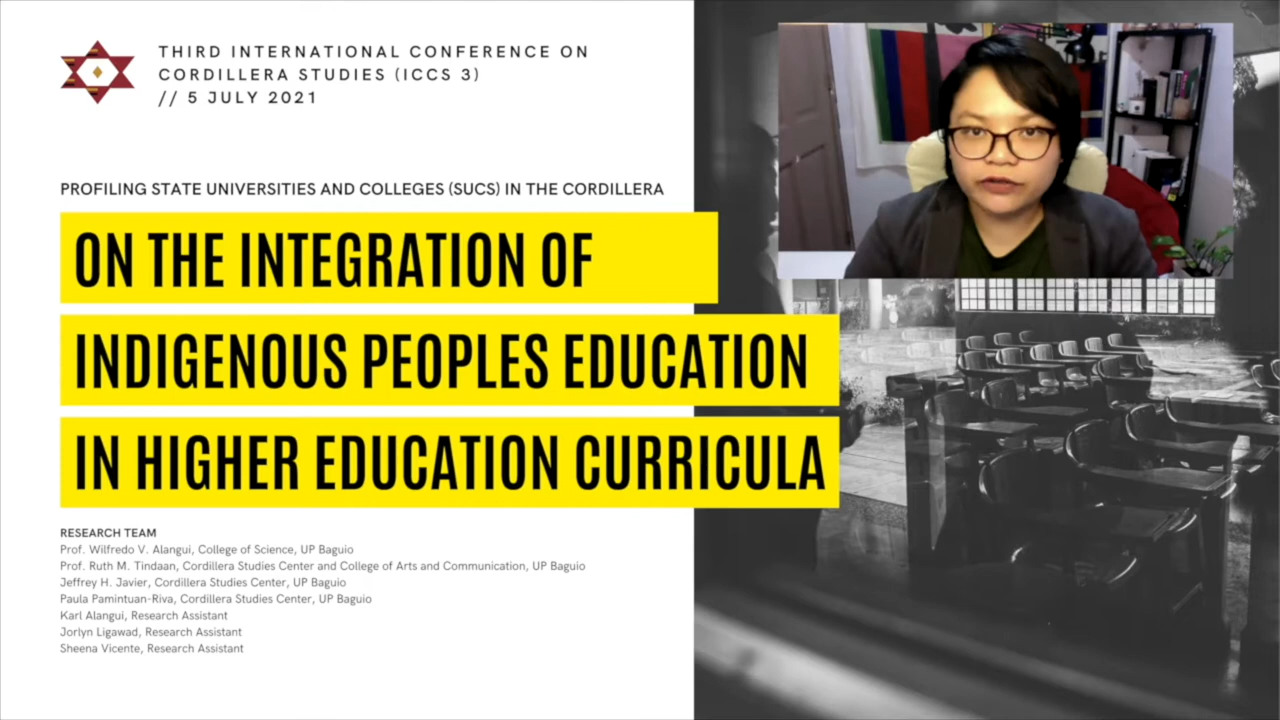 THIRD INTERNATIONAL CONFERENCE ON
CORDILLERA STUDIES (ICCS 3)
// 5 JULY 2021
PROFILING STATE UNIVERSITIES AND COLLEGES (SUCS) IN THE CORDILLERA
ON THE INTEGRATION OF
INDIGENOUS PEOPLES EDUCATION
IN HIGHER EDUCATION CURRICULA
RESEARCH TEAM
Prof. Wilfredo V. Alangui, College of Science, UP Baguio
Prof. Ruth M. Tindaan, Cordillera Studies Center and College of Arts and Communication, UP Baguio
Jeffrey H. Javier, Cordillera Studies Center, UP Baguio
Paula Pamintuan-Riva, Cordillera Studies Center, UP Baguio
Karl Alangui, Research Assistant
Jorlyn Ligawad, Research Assistant
Sheena Vicente, Research Assistant